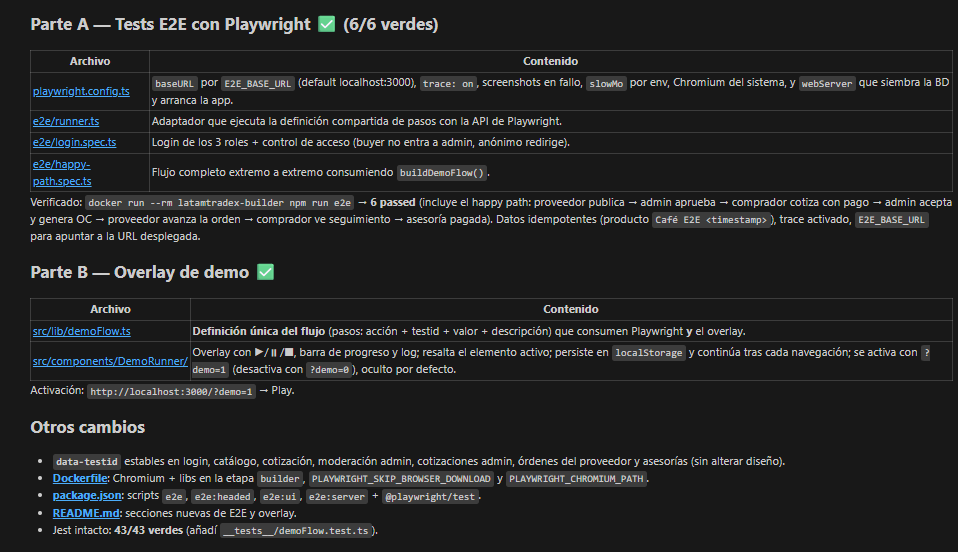 Parte A — Tests E2E con Playwright ✅ (6/6 verdes)
Archivo Contenido
playwright.config.ts baseURL por E2E_BASE_URL (default localhost:3000), trace: on, screenshots en fallo, slowMo por env, Chromium del sistema, y webServer que siembra la BD
y arranca la app.
e2e/runner.ts Adaptador que ejecuta la definición compartida de pasos con la API de Playwright.
e2e/login.spec.ts Login de los 3 roles + control de acceso (buyer no entra a admin, anónimo redirige).
e2e/happy-
path.spec.ts Flujo completo extremo a extremo consumiendo buildDemoFlow().
Verificado: docker run --rm latamtradex-builder npm run e2e → 6 passed (incluye el happy path: proveedor publica → admin aprueba → comprador cotiza con pago → admin acepta
y genera OC → proveedor avanza la orden → comprador ve seguimiento → asesoría pagada). Datos idempotentes (producto Café E2E <timestamp>), trace activado, E2E_BASE_URL
para apuntar a la URL desplegada.
Parte B — Overlay de demo ✅
Archivo Contenido
src/lib/demoFlow.ts Definición única del flujo (pasos: acción + testid + valor + descripción) que consumen Playwright y el overlay.
src/components/DemoRunner/ Overlay con ▶/⏸/⏹, barra de progreso y log; resalta el elemento activo; persiste en localStorage y continúa tras cada navegación; se activa con ?
demo=1 (desactiva con ?demo=0), oculto por defecto.
Activación: http://localhost:3000/?demo=1 → Play.
Otros cambios
• data-testid estables en login, catálogo, cotización, moderación admin, cotizaciones admin, órdenes del proveedor y asesorías (sin alterar diseño).
• Dockerfile: Chromium + libs en la etapa builder, PLAYWRIGHT_SKIP_BROWSER_DOWNLOAD y PLAYWRIGHT_CHROMIUM_PATH.
• package.json: scripts e2e, e2e:headed, e2e:ui, e2e:server + @playwright/test.
• README.md: secciones nuevas de E2E y overlay.
• Jest intacto: 43/43 verdes (añadí __tests__/demoFlow.test.ts).